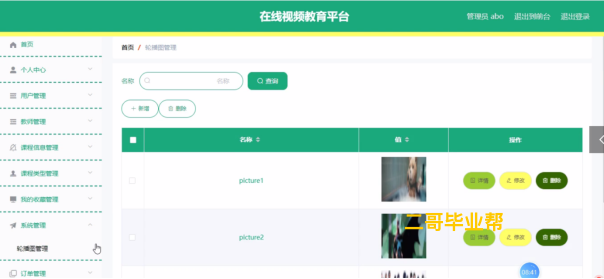 在线视频教育平台
管理员 abo 退出到前台 退出登录
首页
个人中心
用户管理
教师管理
课程信息管理
课程类型管理
我的收藏管理
系统管理
轮播图管理
订单管理
首页 / 轮播图管理
名称 名称 查询
+ 新增 删除
名称 值 操作
picture1 详情 修改 删除
picture2 详情 修改 删除
二哥毕业帮
08:41